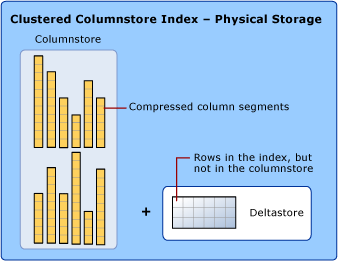 Clustered Columnstore Index – Physical Storage
Columnstore
Compressed column segments
Rows in the index, but
not in the columnstore
+
Deltastore